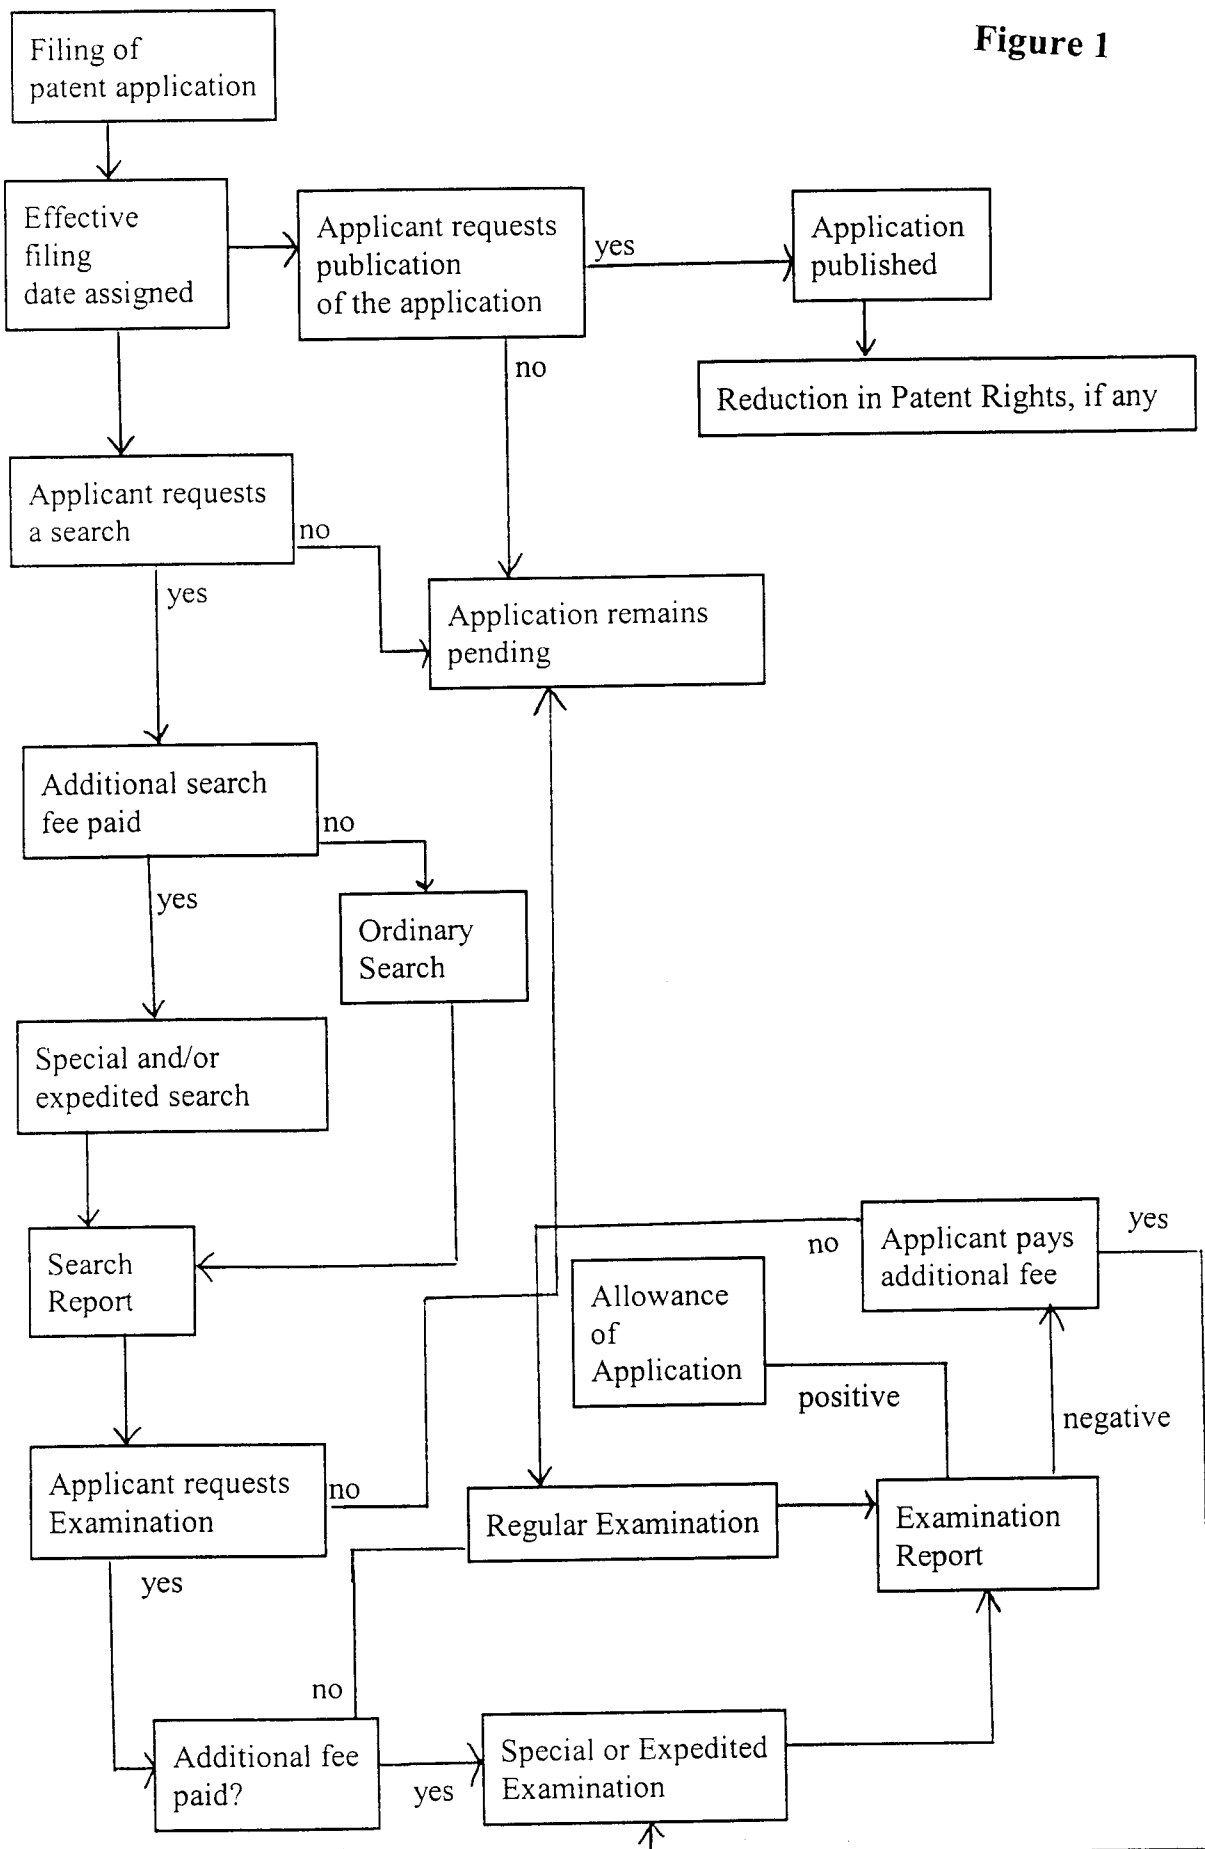 Figure 1
Filing of
patent application
Effective
filing
date assigned
Applicant requests
publication
of the application
yes
Application
published
no
Reduction in Patent Rights, if any
Applicant requests
a search
no
yes
Application remains
pending
Additional search
fee paid
no
yes
Ordinary
Search
Special and/or
expedited search
Search
Report
Applicant pays
additional fee
yes
no
Allowance
of
Application
positive
negative
Applicant requests
Examination
no
yes
Regular Examination
Examination
Report
no
Additional fee
paid?
yes
Special or Expedited
Examination